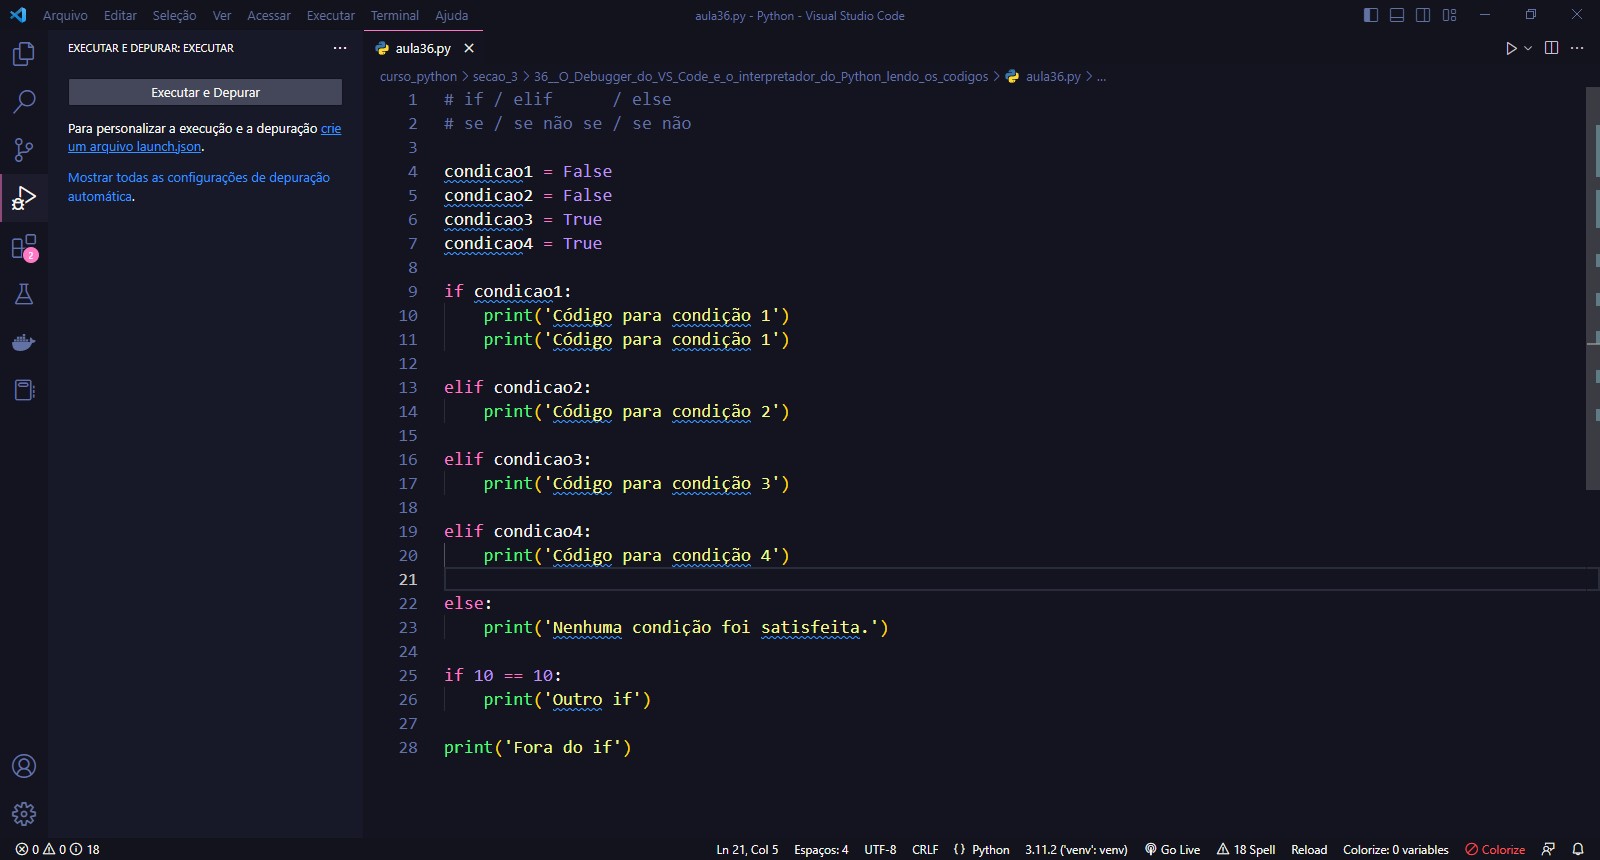 Arquivo Editar Seleção Ver Acessar Executar Terminal Ajuda
aula36.py - Python - Visual Studio Code
EXECUTAR E DEPURAR: EXECUTAR
Executar e Depurar
Para personalizar a execução e a depuração crie
um arquivo launch.json.
Mostrar todas as configurações de depuração
automática.
2
aula36.py
curso_python > secao_3 > 36__O_Debugger_do_VS_Code_e_o_interpretador_do_Python_lendo_os_codigos > aula36.py > ...
1 # if / elif      / else
2 # se / se não se / se não
3
4 condicao1 = False
5 condicao2 = False
6 condicao3 = True
7 condicao4 = True
8
9 if condicao1:
10     print('Código para condição 1')
11     print('Código para condição 1')
12
13 elif condicao2:
14     print('Código para condição 2')
15
16 elif condicao3:
17     print('Código para condição 3')
18
19 elif condicao4:
20     print('Código para condição 4')
21
22 else:
23     print('Nenhuma condição foi satisfeita.')
24
25 if 10 == 10:
26     print('Outro if')
27
28 print('Fora do if')
0 0 18 Ln 21, Col 5 Espaços: 4 UTF-8 CRLF {} Python 3.11.2 ('venv': venv) Go Live 18 Spell Reload Colorize: 0 variables Colorize